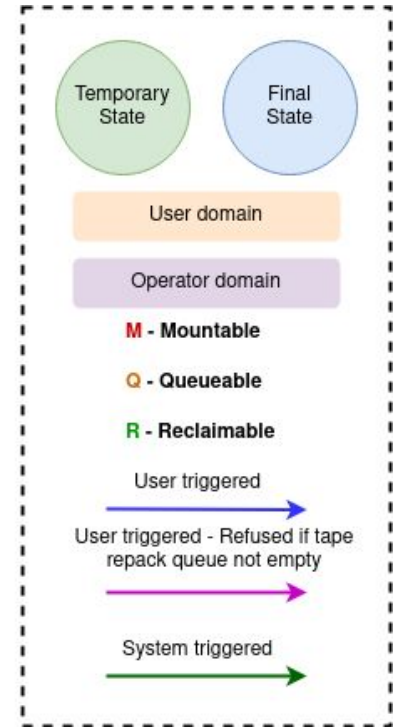 Temporary
State
Final
State
User domain
Operator domain
M - Mountable
Q - Queueable
R - Reclaimable
User triggered
User triggered - Refused if tape
repack queue not empty
System triggered